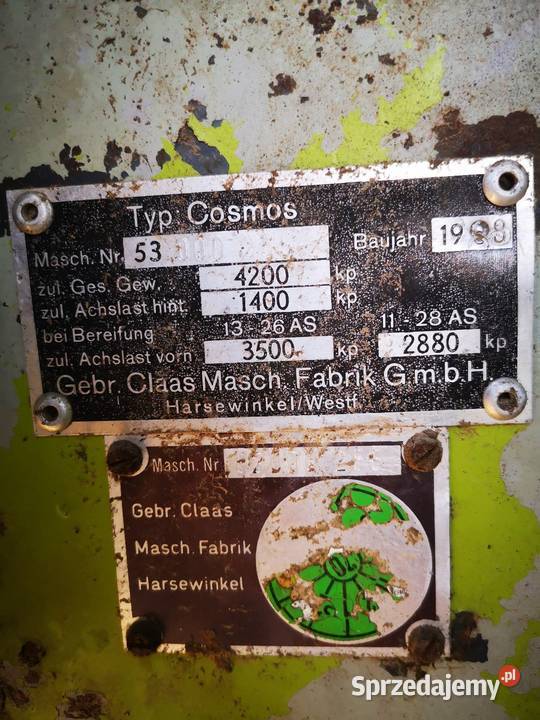 Typ Cosmos
Masch. Nr. 53
Baujahr
zul. Ges. Gew. 4200 kp
zul. Achslast hint. 1400 kp
bei Bereifung 13-26 AS 11-28 AS
zul. Achslast vorn 3500 kp 2880 kp
Gebr. Claas Masch. Fabrik G.m.b.H.
Harsewinkel/Westf.
Masch. Nr
Gebr. Claas
Masch. Fabrik
Harsewinkel
Sprzedajemy.pl